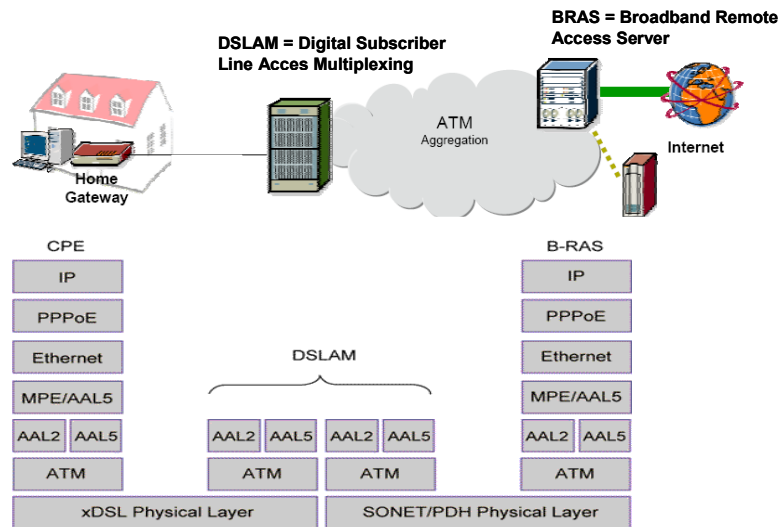 BRAS = Broadband Remote
Access Server
DSLAM = Digital Subscriber
Line Acces Multiplexing
ATM
Aggregation
Internet
Home
Gateway
CPE
B-RAS
IP
IP
PPPoE
PPPoE
Ethernet
DSLAM
Ethernet
MPE/AAL5
MPE/AAL5
AAL2 AAL5 AAL2 AAL5 AAL2 AAL5 AAL2 AAL5
ATM ATM ATM ATM
xDSL Physical Layer SONET/PDH Physical Layer